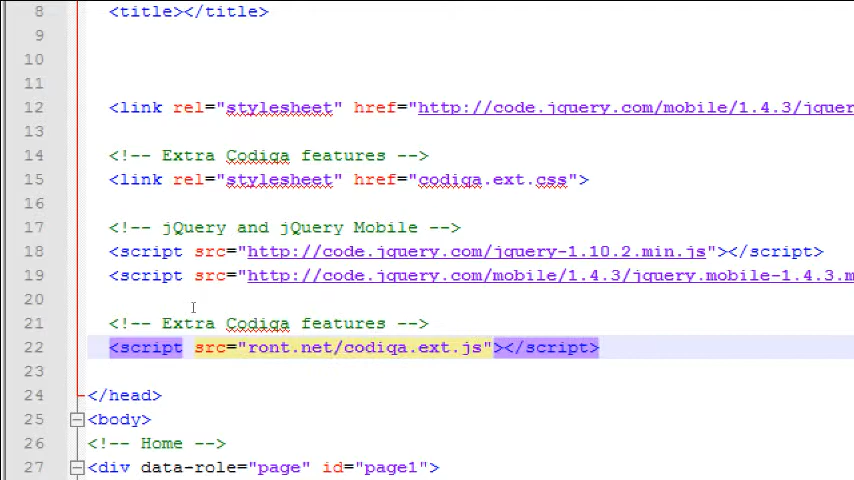 8 <title></title>
9
10
11
12 <link rel="stylesheet" href="http://code.jquery.com/mobile/1.4.3/jquer
13
14 <!-- Extra Codiqa features -->
15 <link rel="stylesheet" href="codiqa.ext.css">
16
17 <!-- jQuery and jQuery Mobile -->
18 <script src="http://code.jquery.com/jquery-1.10.2.min.js"></script>
19 <script src="http://code.jquery.com/mobile/1.4.3/jquery.mobile-1.4.3.m
20
21 <!-- Extra Codiqa features -->
22 <script src="ront.net/codiqa.ext.js"></script>
23
24 </head>
25 <body>
26 <!-- Home -->
27 <div data-role="page" id="page1">